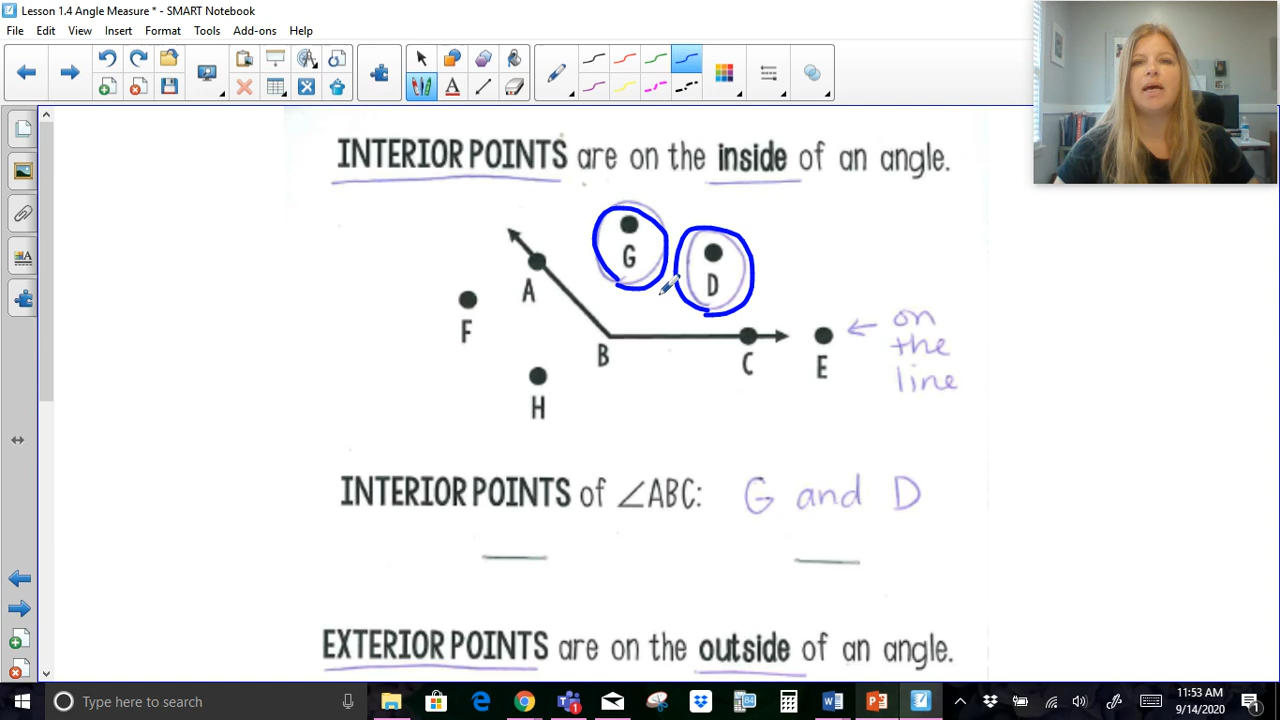 Lesson 1.4 Angle Measure * - SMART Notebook
File Edit View Insert Format Tools Add-ons Help
INTERIOR POINTS are on the inside of an angle.
G
D
A
F
B
C
E
← on
the
line
H
INTERIOR POINTS of ∠ABC: G and D
EXTERIOR POINTS are on the outside of an angle.
Type here to search
11:53 AM
9/14/2020